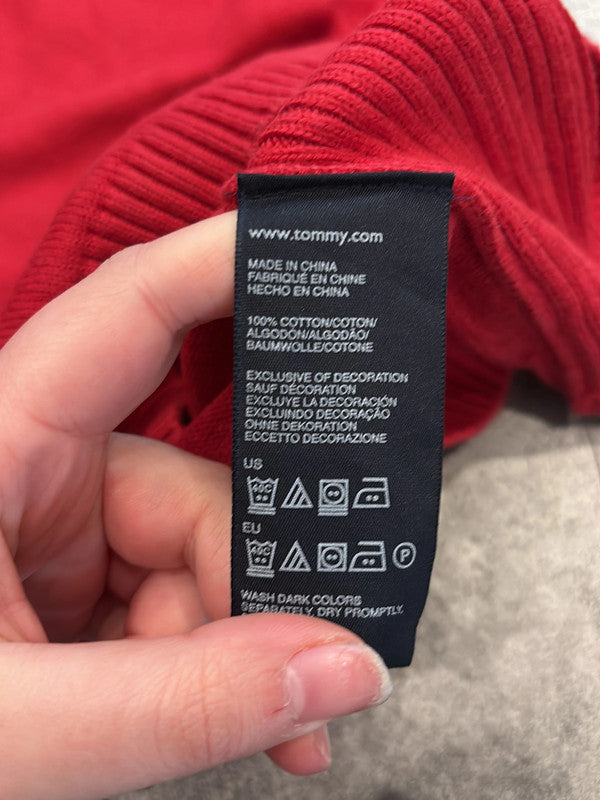 www.tommy.com
MADE IN CHINA
FABRIQUÉ EN CHINE
HECHO EN CHINA
100% COTTON/COTON/
ALGODÓN/ALGODÃO/
BAUMWOLLE/COTONE
EXCLUSIVE OF DECORATION
SAUF DÉCORATION
EXCLUYE LA DECORACIÓN
EXCLUINDO DECORAÇÃO
OHNE DEKORATION
ECCETTO DECORAZIONE
US
40C
EU
40C
P
WASH DARK COLORS
SEPARATELY, DRY PROMPTLY.